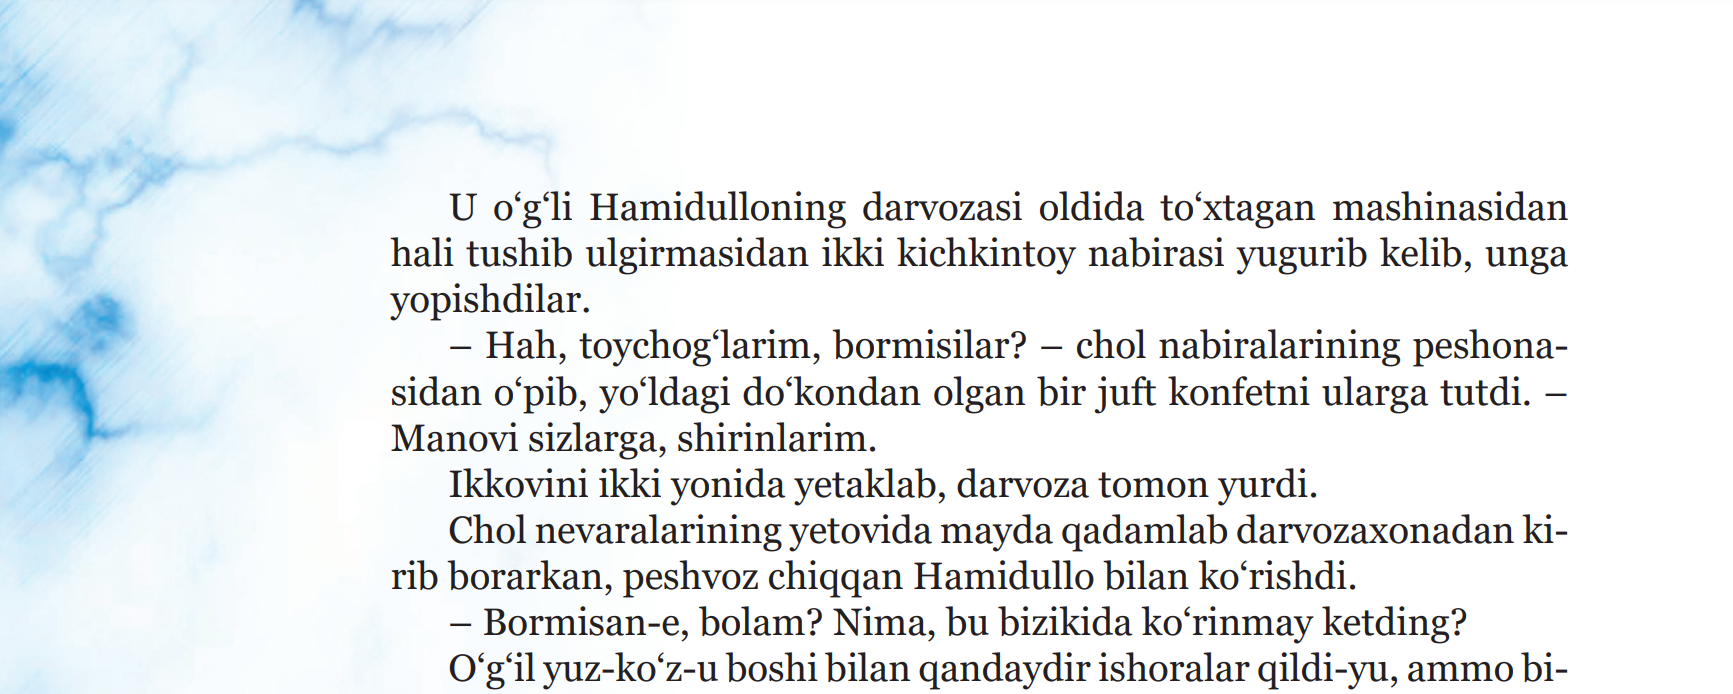 U o‘g‘li Hamidulloning darvozasi oldida to‘xtagan mashinasidan
hali tushib ulgirmasidan ikki kichkintoy nabirasi yugurib kelib, unga
yopishdilar.
– Hah, toychog‘larim, bormisilar? – chol nabiralarining peshona-
sidan o‘pib, yo‘ldagi do‘kondan olgan bir juft konfetni ularga tutdi. –
Manovi sizlarga, shirinlarim.
Ikkovini ikki yonida yetaklab, darvoza tomon yurdi.
Chol nevaralarining yetovida mayda qadamlab darvozaxonadan ki-
rib borarkan, peshvoz chiqqan Hamidullo bilan ko‘rishdi.
– Bormisan-e, bolam? Nima, bu bizikida ko‘rinmay ketding?
O‘g‘il yuz-ko‘z-u boshi bilan qandaydir ishoralar qildi-yu, ammo bi-